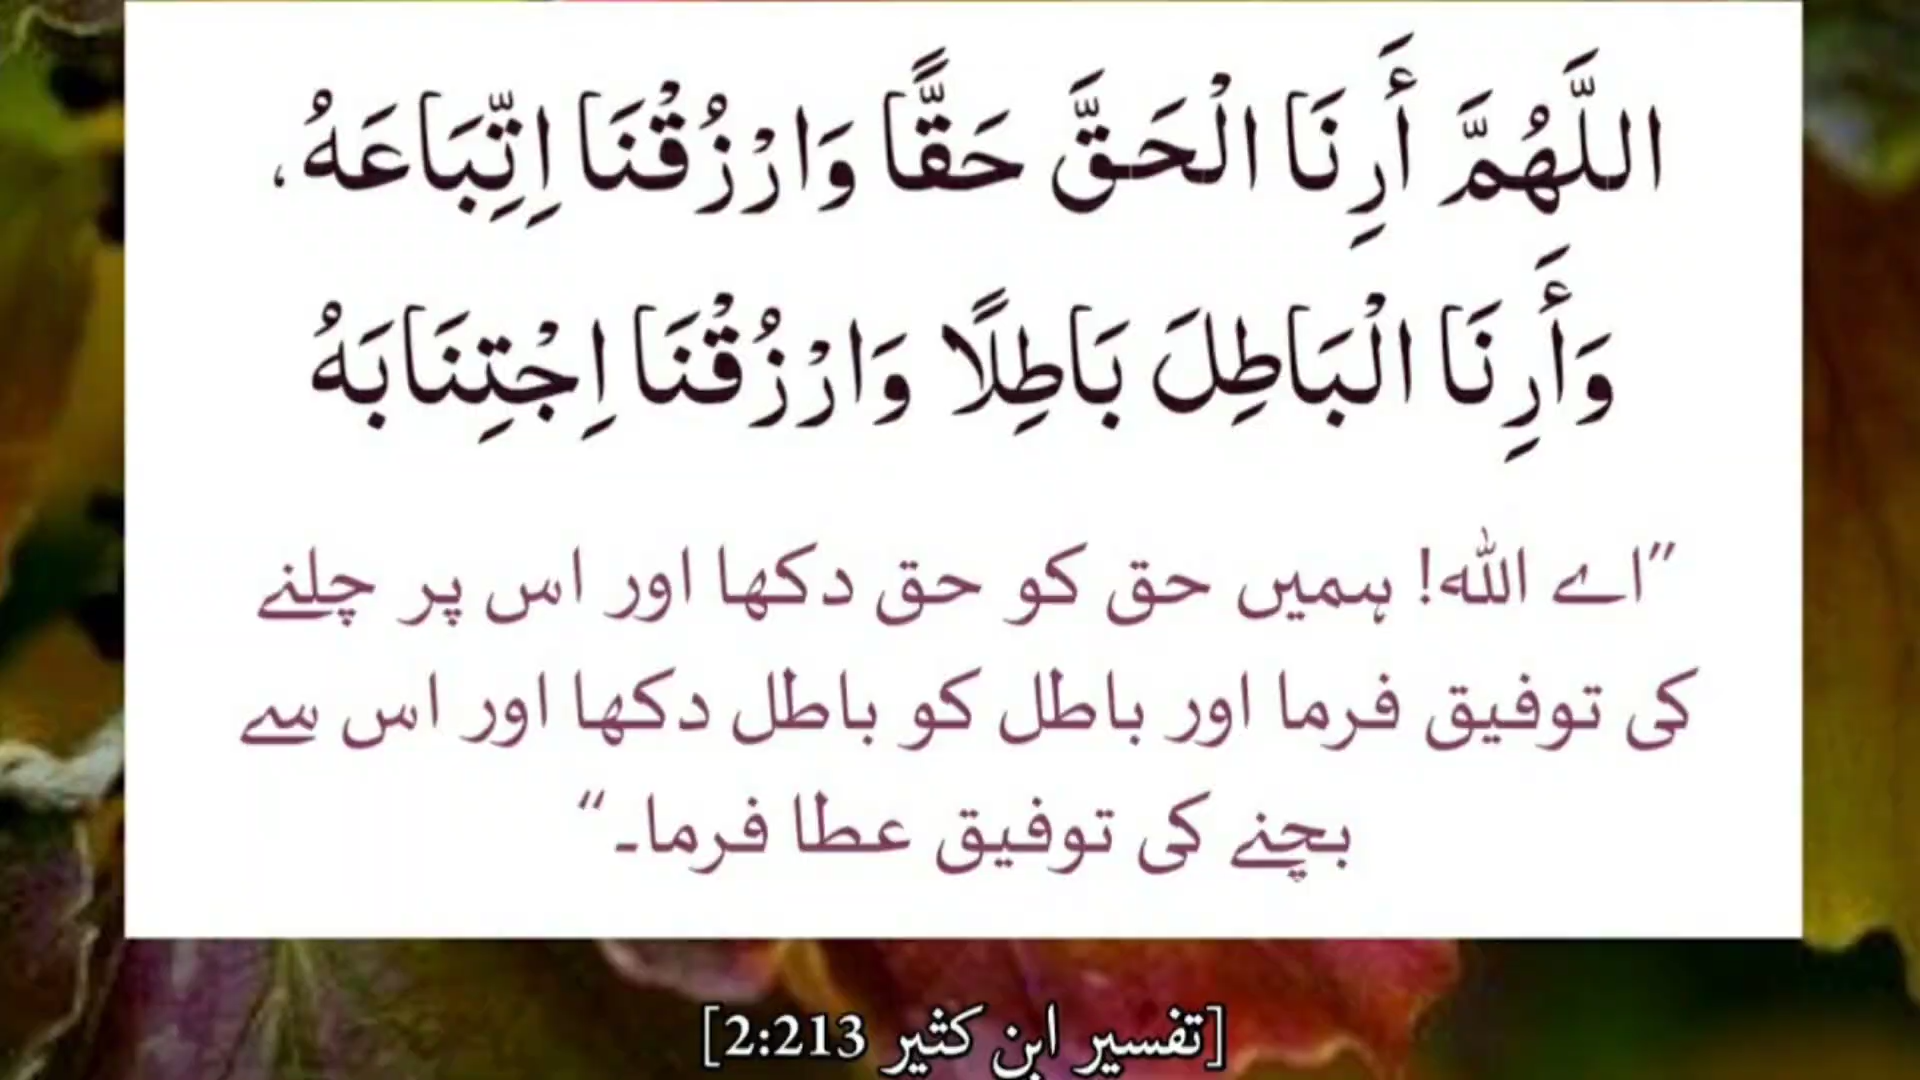 اللَّهُمَّ أَرِنَا الْحَقَّ حَقًّا وَارْزُقْنَا اِتِّبَاعَهُ،
وَأَرِنَا الْبَاطِلَ بَاطِلًا وَارْزُقْنَا اِجْتِنَابَهُ
”اے اللہ! ہمیں حق کو حق دکھا اور اس پر چلنے
کی توفیق فرما اور باطل کو باطل دکھا اور اس سے
بچنے کی توفیق عطا فرما۔“
[تفسیر ابن کثیر 2:213]